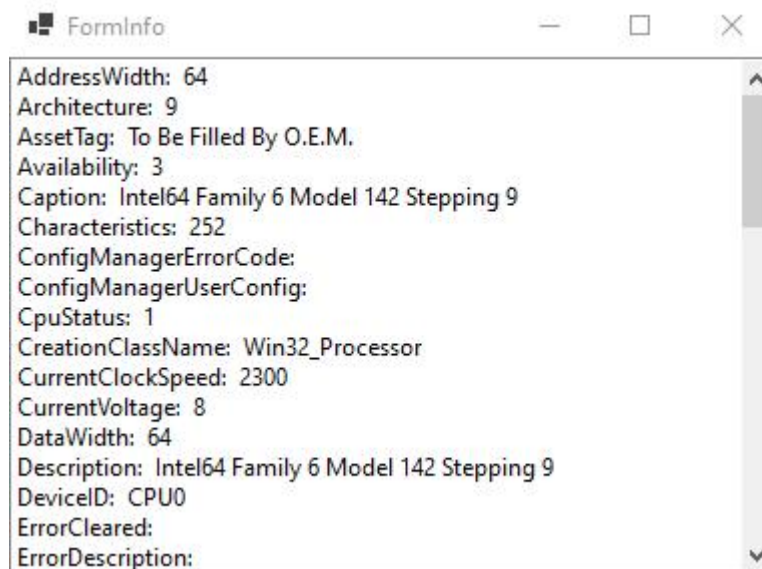 FormInfo
AddressWidth:  64
Architecture:  9
AssetTag:  To Be Filled By O.E.M.
Availability:  3
Caption:  Intel64 Family 6 Model 142 Stepping 9
Characteristics:  252
ConfigManagerErrorCode:
ConfigManagerUserConfig:
CpuStatus:  1
CreationClassName:  Win32_Processor
CurrentClockSpeed:  2300
CurrentVoltage:  8
DataWidth:  64
Description:  Intel64 Family 6 Model 142 Stepping 9
DeviceID:  CPU0
ErrorCleared:
ErrorDescription: